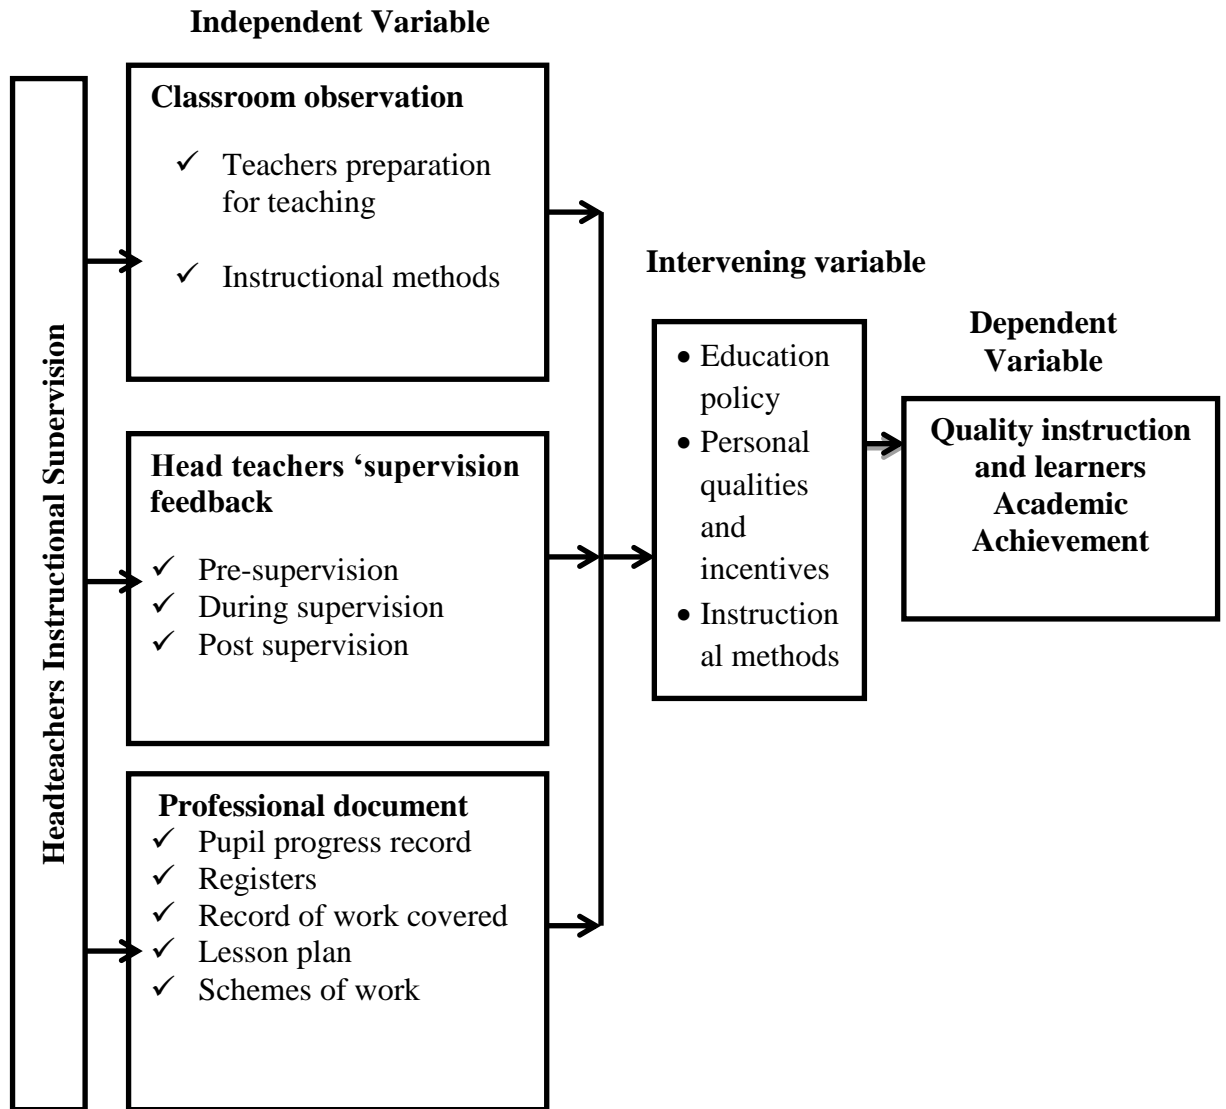 Independent Variable
Headteachers Instructional Supervision
Classroom observation
✓ Teachers preparation
for teaching
✓ Instructional methods
Head teachers ‘supervision
feedback
✓ Pre-supervision
✓ During supervision
✓ Post supervision
Professional document
✓ Pupil progress record
✓ Registers
✓ Record of work covered
✓ Lesson plan
✓ Schemes of work
Intervening variable
• Education
policy
• Personal
qualities
and
incentives
• Instruction
al methods
Dependent
Variable
Quality instruction
and learners
Academic
Achievement